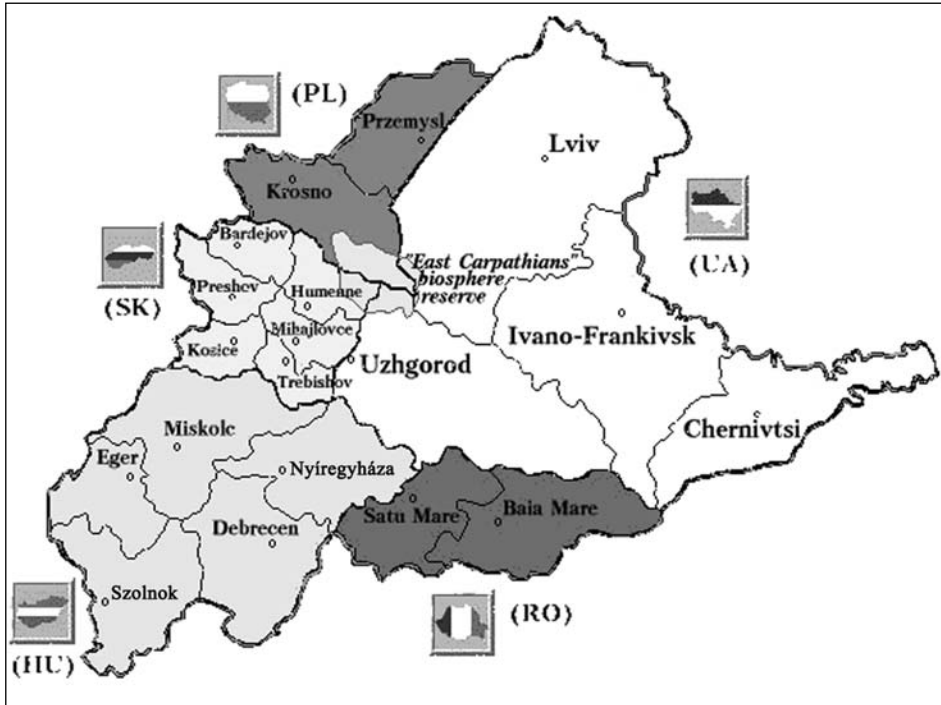 (PL)
Przemysl
Lviv
Krosno
(UA)
Bardejov
(SK)
"East Carpathians"
biosphere
reserve
Preshov
Humenne
Ivano-Frankivsk
Mihajlovce
Kozice
Uzhgorod
Trebishov
Chernivtsi
Miskolc
Eger
Nyíregyháza
Satu Mare
Baia Mare
Debrecen
Szolnok
(RO)
(HU)